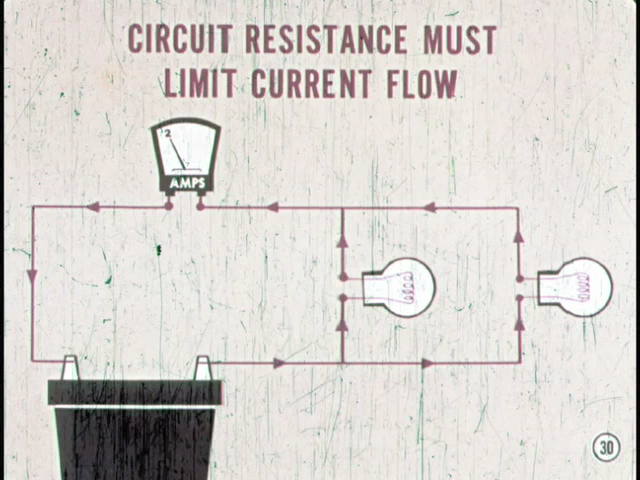 CIRCUIT RESISTANCE MUST
LIMIT CURRENT FLOW
2
AMPS
30